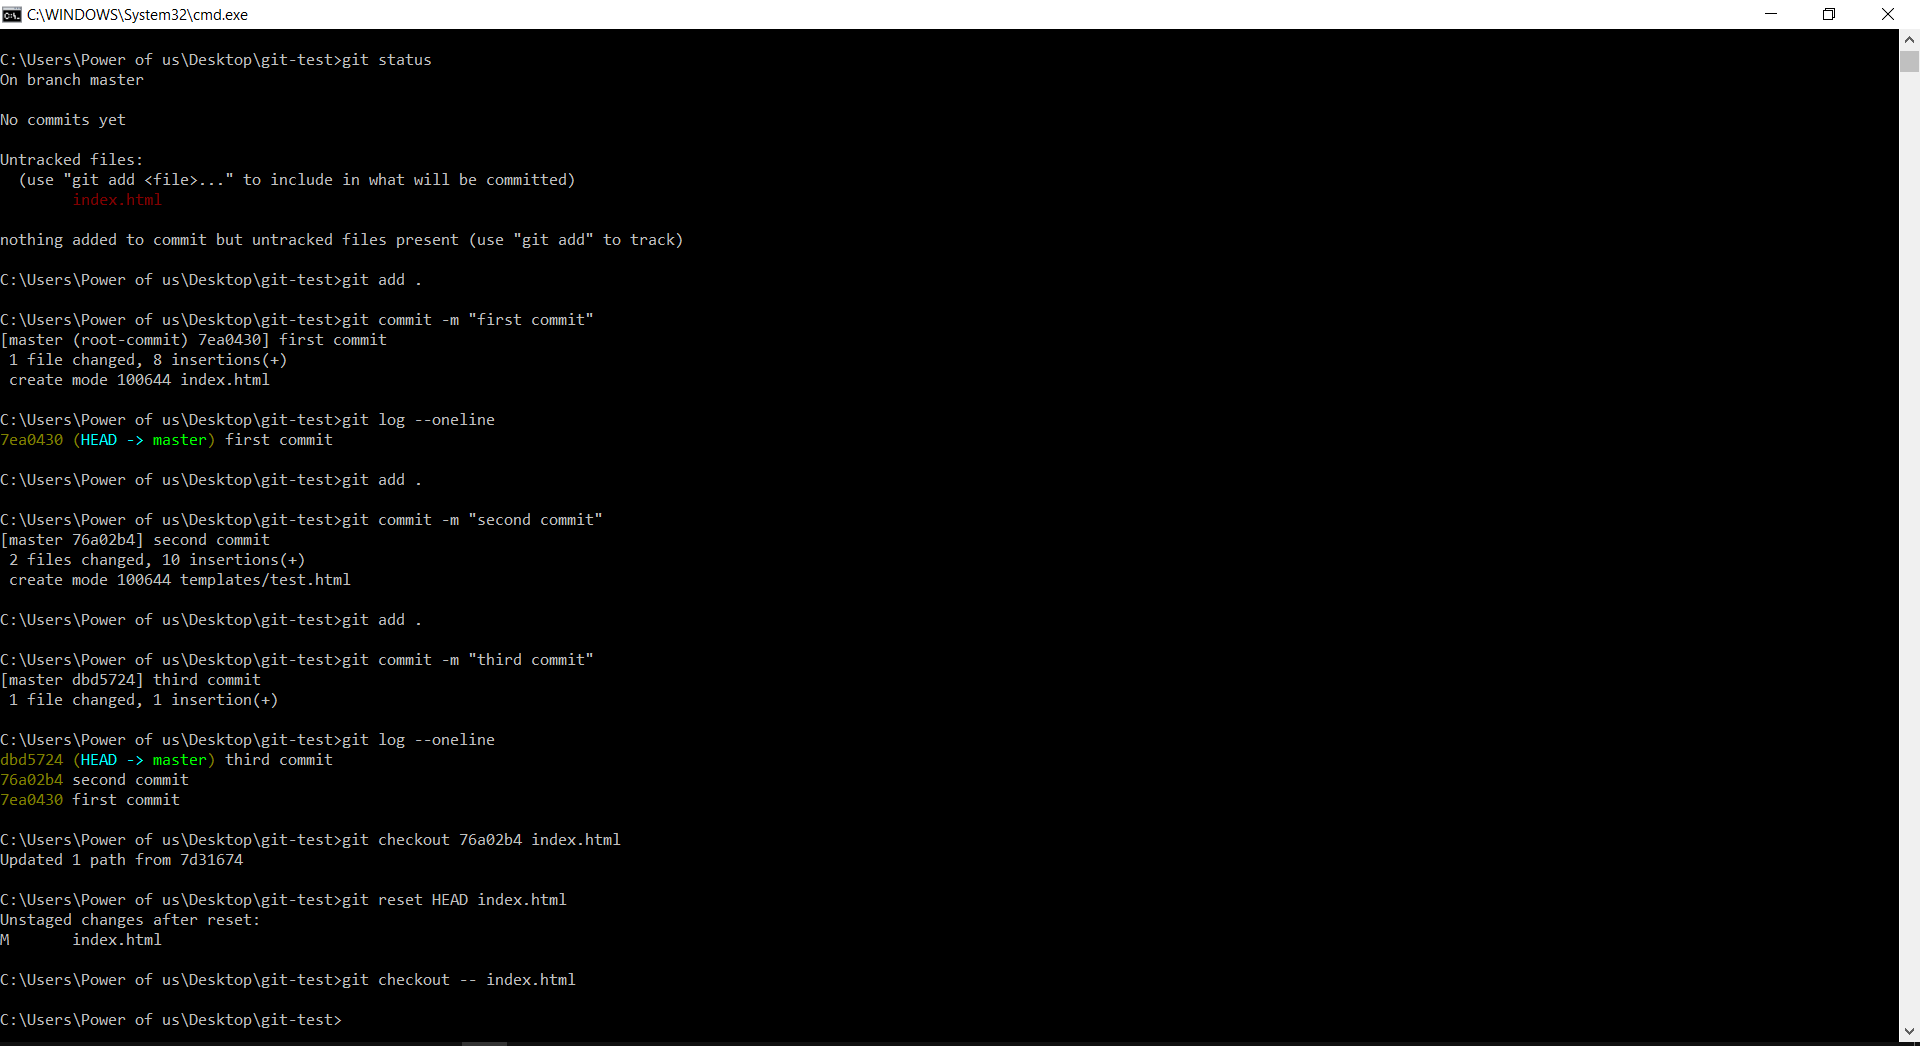 C:\WINDOWS\System32\cmd.exe
C:\Users\Power of us\Desktop\git-test>git status
On branch master
No commits yet
Untracked files:
  (use "git add <file>..." to include in what will be committed)
        index.html
nothing added to commit but untracked files present (use "git add" to track)
C:\Users\Power of us\Desktop\git-test>git add .
C:\Users\Power of us\Desktop\git-test>git commit -m "first commit"
[master (root-commit) 7ea0430] first commit
 1 file changed, 8 insertions(+)
 create mode 100644 index.html
C:\Users\Power of us\Desktop\git-test>git log --oneline
7ea0430 (HEAD -> master) first commit
C:\Users\Power of us\Desktop\git-test>git add .
C:\Users\Power of us\Desktop\git-test>git commit -m "second commit"
[master 76a02b4] second commit
 2 files changed, 10 insertions(+)
 create mode 100644 templates/test.html
C:\Users\Power of us\Desktop\git-test>git add .
C:\Users\Power of us\Desktop\git-test>git commit -m "third commit"
[master dbd5724] third commit
 1 file changed, 1 insertion(+)
C:\Users\Power of us\Desktop\git-test>git log --oneline
dbd5724 (HEAD -> master) third commit
76a02b4 second commit
7ea0430 first commit
C:\Users\Power of us\Desktop\git-test>git checkout 76a02b4 index.html
Updated 1 path from 7d31674
C:\Users\Power of us\Desktop\git-test>git reset HEAD index.html
Unstaged changes after reset:
M       index.html
C:\Users\Power of us\Desktop\git-test>git checkout -- index.html
C:\Users\Power of us\Desktop\git-test>